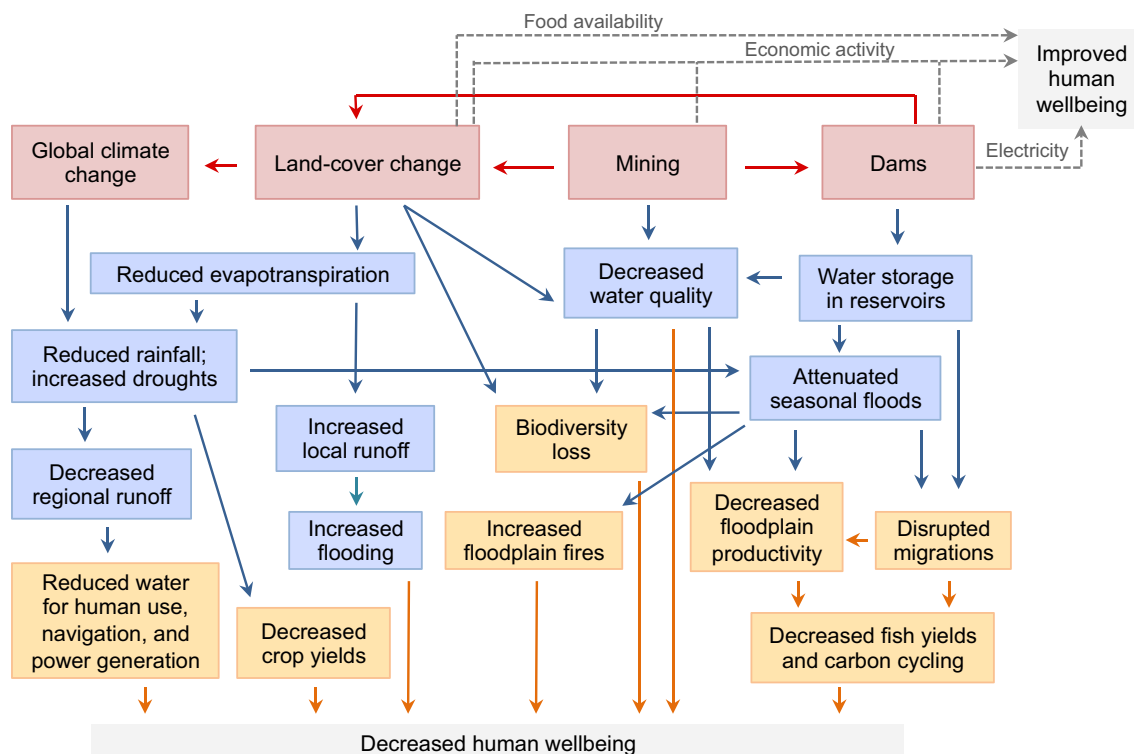 Food availability
Economic activity
Improved
human
wellbeing
Global climate
change
Land-cover change
Mining
Dams
Electricity
Reduced evapotranspiration
Decreased
water quality
Water storage
in reservoirs
Reduced rainfall;
increased droughts
Attenuated
seasonal floods
Increased
local runoff
Biodiversity
loss
Decreased
regional runoff
Increased
flooding
Increased
floodplain fires
Decreased
floodplain
productivity
Disrupted
migrations
Reduced water
for human use,
navigation, and
power generation
Decreased
crop yields
Decreased fish yields
and carbon cycling
Decreased human wellbeing